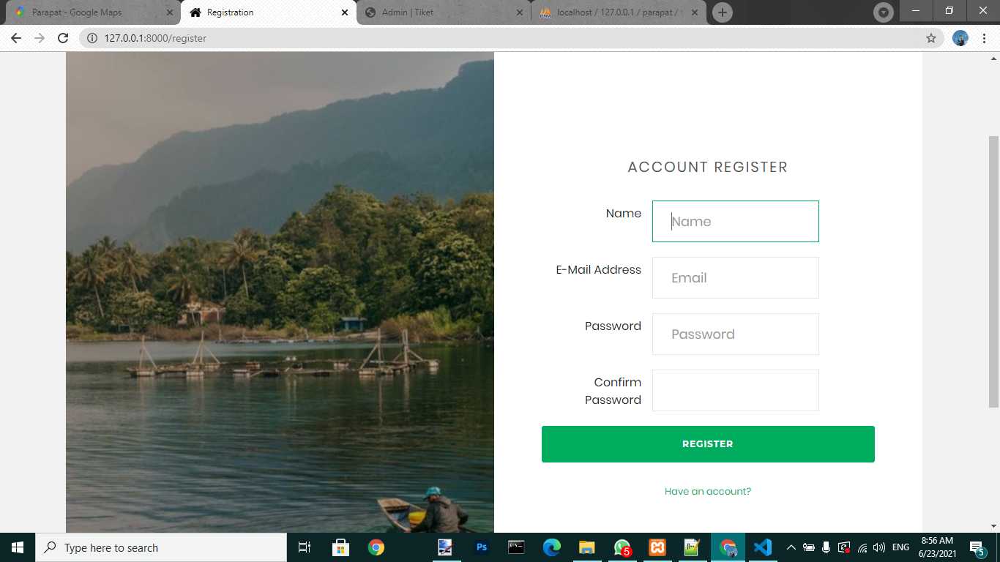 Parapat - Google Maps
Registration
Admin | Tiket
localhost / 127.0.0.1 / parapat /
127.0.0.1:8000/register
ACCOUNT REGISTER
Name
Name
E-Mail Address
Email
Password
Password
Confirm
Password
REGISTER
Have an account?
Type here to search
Ps
5
ENG
8:56 AM
6/23/2021
5